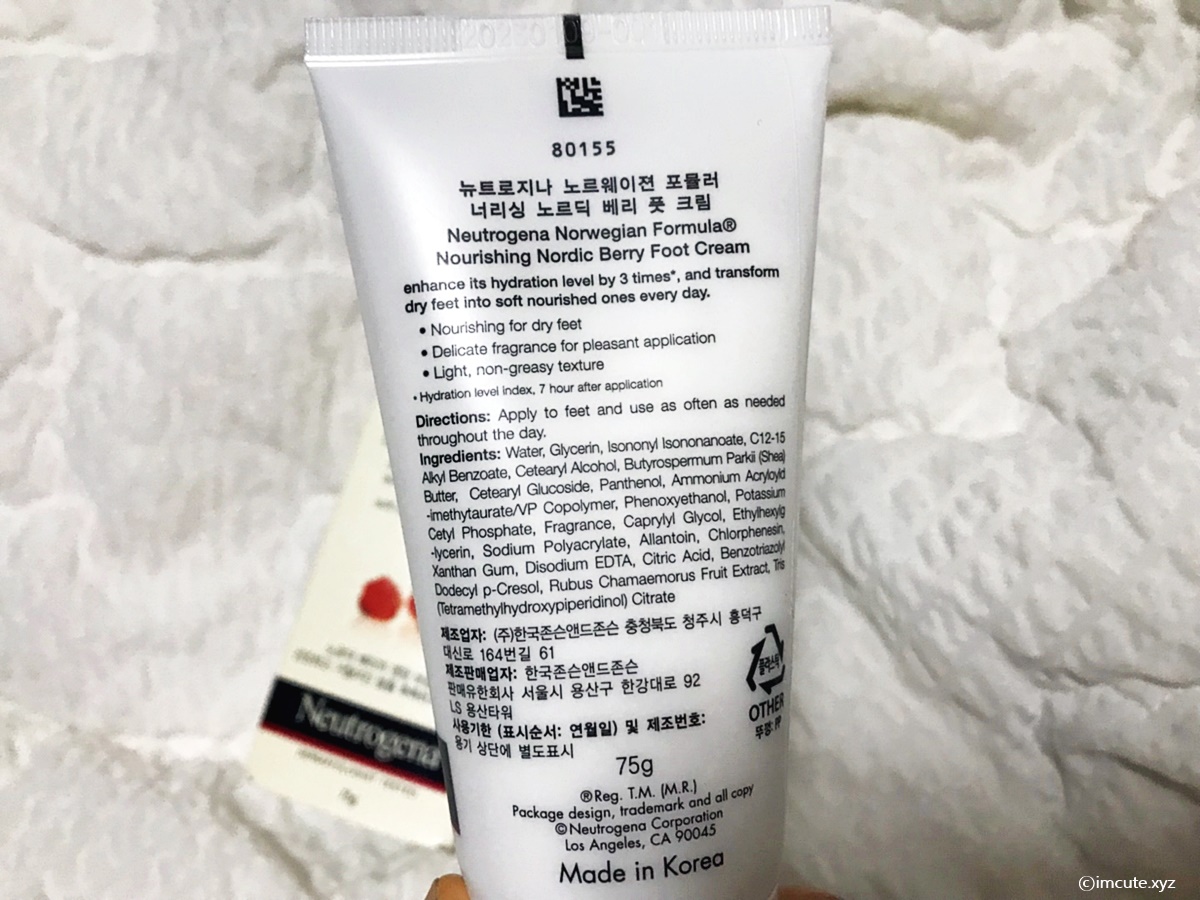 80155
뉴트로지나 노르웨이젼 포뮬러
너리싱 노르딕 베리 풋 크림
Neutrogena Norwegian Formula®
Nourishing Nordic Berry Foot Cream
enhance its hydration level by 3 times*, and transform
dry feet into soft nourished ones every day.
• Nourishing for dry feet
• Delicate fragrance for pleasant application
• Light, non-greasy texture
• Hydration level index, 7 hour after application
Directions: Apply to feet and use as often as needed
throughout the day.
Ingredients: Water, Glycerin, Isononyl Isononanoate, C12-15
Alkyl Benzoate, Cetearyl Alcohol, Butyrospermum Parkii (Shea)
Butter, Cetearyl Glucoside, Panthenol, Ammonium Acryloyld
-imethytaurate/VP Copolymer, Phenoxyethanol, Potassium
Cetyl Phosphate, Fragrance, Caprylyl Glycol, Ethylhexylg
-lycerin, Sodium Polyacrylate, Allantoin, Chlorphenesin,
Xanthan Gum, Disodium EDTA, Citric Acid, Benzotriazolyl
Dodecyl p-Cresol, Rubus Chamaemorus Fruit Extract, Tris
(Tetramethylhydroxypiperidinol) Citrate
제조업자: (주)한국존슨앤드존슨 충청북도 청주시 흥덕구
대신로 164번길 61
제조판매업자: 한국존슨앤드존슨
판매유한회사 서울시 용산구 한강대로 92
LS 용산타워
사용기한 (표시순서: 연월일) 및 제조번호:
용기 상단에 별도표시
플라스틱
OTHER
뚜껑: PP
75g
®Reg. T.M. (M.R.)
Package design, trademark and all copy
©Neutrogena Corporation
Los Angeles, CA 90045
Made in Korea
Neutrogena
©imcute.xyz